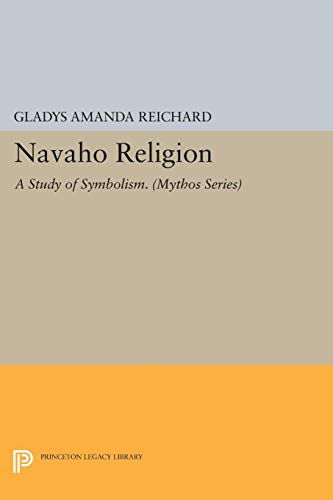 GLADYS AMANDA REICHARD
Navaho Religion
A Study of Symbolism. (Mythos Series)
PRINCETON LEGACY LIBRARY